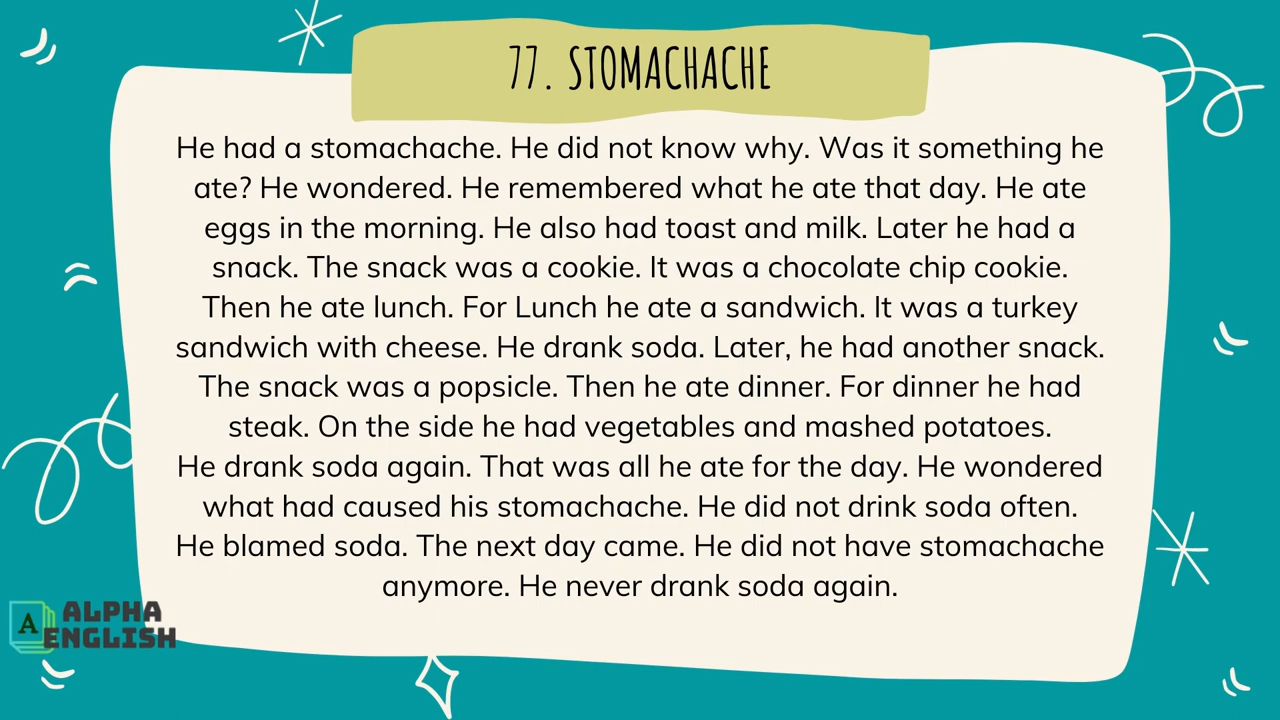 77. STOMACHACHE
He had a stomachache. He did not know why. Was it something he
ate? He wondered. He remembered what he ate that day. He ate
eggs in the morning. He also had toast and milk. Later he had a
snack. The snack was a cookie. It was a chocolate chip cookie.
Then he ate lunch. For Lunch he ate a sandwich. It was a turkey
sandwich with cheese. He drank soda. Later, he had another snack.
The snack was a popsicle. Then he ate dinner. For dinner he had
steak. On the side he had vegetables and mashed potatoes.
He drank soda again. That was all he ate for the day. He wondered
what had caused his stomachache. He did not drink soda often.
He blamed soda. The next day came. He did not have stomachache
anymore. He never drank soda again.
A
ALPHA
ENGLISH